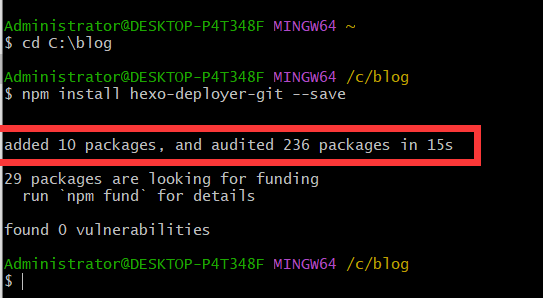 Administrator@DESKTOP-P4T348F MINGW64 ~
$ cd C:\blog
Administrator@DESKTOP-P4T348F MINGW64 /c/blog
$ npm install hexo-deployer-git --save
added 10 packages, and audited 236 packages in 15s
29 packages are looking for funding
  run `npm fund` for details
found 0 vulnerabilities
Administrator@DESKTOP-P4T348F MINGW64 /c/blog
$